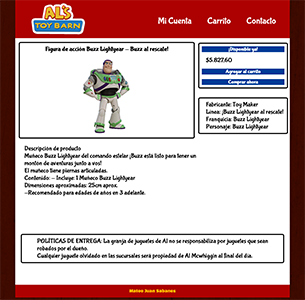 AL'S
TOY BARN
Mi Cuenta
Carrito
Contacto
Figura de acción Buzz Lightyear - Buzz al rescate!
¡Disponible ya!
$5.827,60
Agregar al carrito
Comprar ahora
Fabricante: Toy Maker
Línea: ¡Buzz Lightyear al rescate!
Franquicia: Buzz Lightyear
Personaje: Buzz Lightyear
Descripcion de producto
Muñeco Buzz Lightyear del comando estelar ¡Buzz esta listo para tener un
montón de aventuras junto a vos!
El muñeco tiene piernas articuladas.
Contenido: - Incluye: 1 Muñeco Buzz Lightyear
Dimensiones aproximadas: 25cm aprox.
-Recomendado para edades de años en 3 adelante.
POLITICAS DE ENTREGA: La granja de juguetes de Al no se responsabiliza por juguetes que sean
robados por el dueño.
Cualquier juguete olvidado en las sucursales será propiedad de Al Mcwhiggin al final del día.
Mateo Juan Sabanes